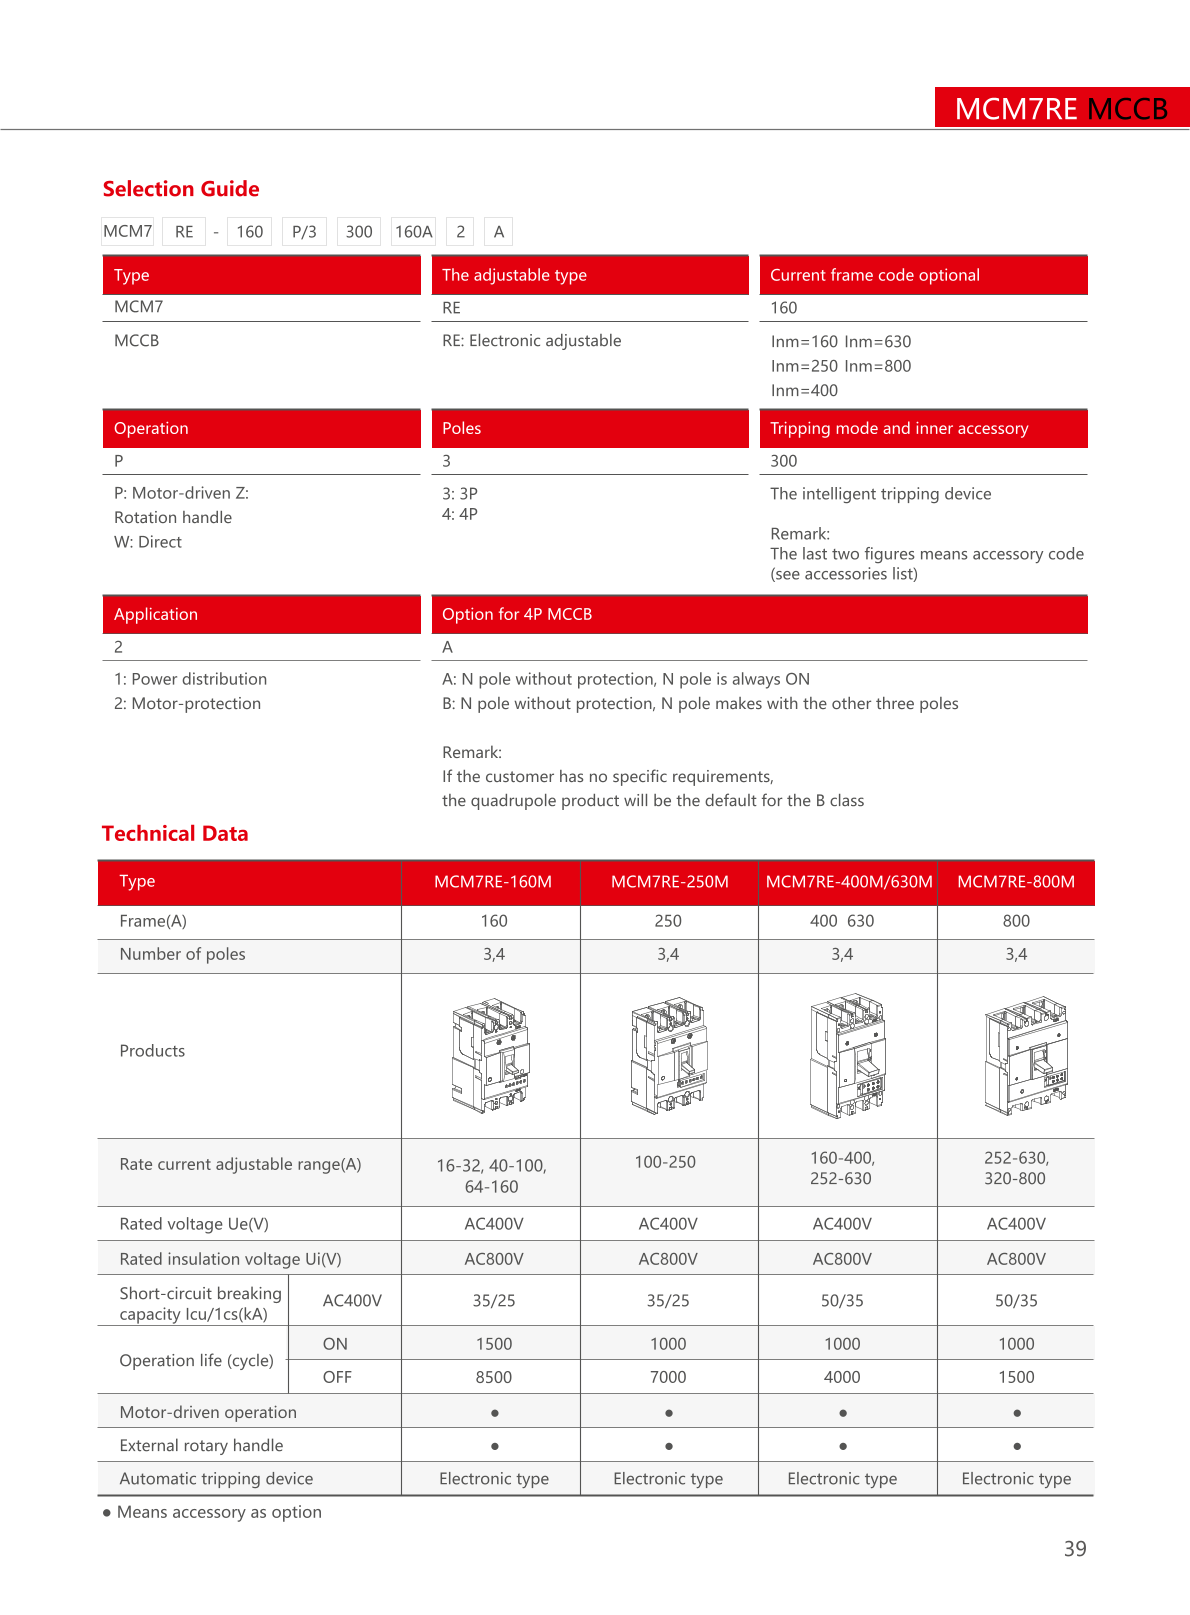 MCM7RE MCCB
Selection Guide
MCM7 RE - 160 P/3 300 160A 2 A
Type The adjustable type Current frame code optional
MCM7 RE 160
MCCB RE: Electronic adjustable Inm=160 Inm=630
Inm=250 Inm=800
Inm=400
Operation Poles Tripping mode and inner accessory
P 3 300
P: Motor-driven Z: 3: 3P The intelligent tripping device
Rotation handle 4: 4P
W: Direct Remark:
The last two figures means accessory code
(see accessories list)
Application Option for 4P MCCB
2 A
1: Power distribution A: N pole without protection, N pole is always ON
2: Motor-protection B: N pole without protection, N pole makes with the other three poles
Remark:
If the customer has no specific requirements,
the quadrupole product will be the default for the B class
Technical Data
Type MCM7RE-160M MCM7RE-250M MCM7RE-400M/630M MCM7RE-800M
Frame(A) 160 250 400 630 800
Number of poles 3,4 3,4 3,4 3,4
Products
Rate current adjustable range(A) 16-32, 40-100, 100-250 160-400, 252-630,
64-160 252-630 320-800
Rated voltage Ue(V) AC400V AC400V AC400V AC400V
Rated insulation voltage Ui(V) AC800V AC800V AC800V AC800V
Short-circuit breaking AC400V 35/25 35/25 50/35 50/35
capacity Icu/1cs(kA)
Operation life (cycle) ON 1500 1000 1000 1000
OFF 8500 7000 4000 1500
Motor-driven operation ● ● ● ●
External rotary handle ● ● ● ●
Automatic tripping device Electronic type Electronic type Electronic type Electronic type
● Means accessory as option
39